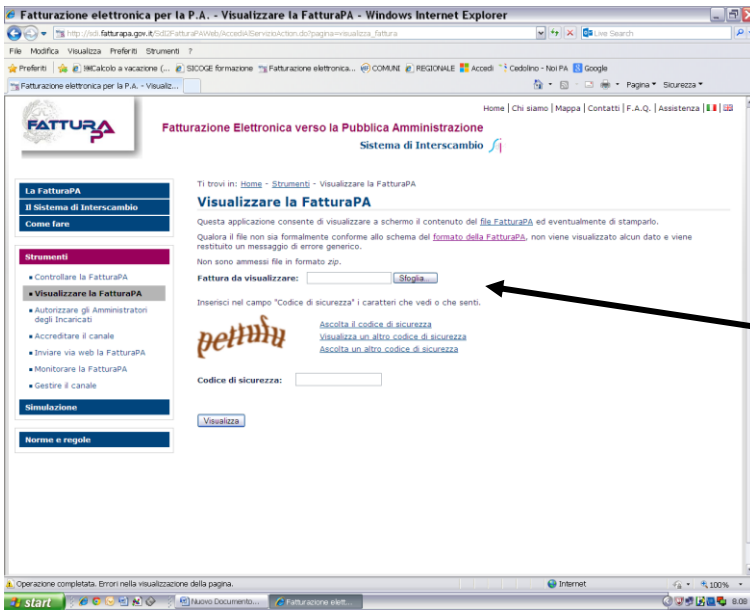 Fatturazione elettronica per la P.A. - Visualizzare la FatturaPA - Windows Internet Explorer
http://sdi.fatturapa.gov.it/SdI2FatturaPAWeb/AccediAlServizioAction.do?pagina=visualizza_fattura
Live Search
File Modifica Visualizza Preferiti Strumenti ?
Preferiti Calcolo a vacazione (... SICOGE formazione Fatturazione elettronica... COMUNI REGIONALE Accedi Cedolino - Noi PA Google
Fatturazione elettronica per la P.A. - Visualiz...
Pagina Sicurezza
Home | Chi siamo | Mappa | Contatti | F.A.Q. | Assistenza |
FATTURA
P
Fatturazione Elettronica verso la Pubblica Amministrazione
Sistema di Interscambio
Ti trovi in: Home - Strumenti - Visualizzare la FatturaPA
La FatturaPA
Il Sistema di Interscambio
Come fare
Strumenti
Controllare la FatturaPA
Visualizzare la FatturaPA
Autorizzare gli Amministratori
degli Incaricati
Accreditare il canale
Inviare via web la FatturaPA
Monitorare la FatturaPA
Gestire il canale
Simulazione
Norme e regole
Visualizzare la FatturaPA
Questa applicazione consente di visualizzare a schermo il contenuto del file FatturaPA ed eventualmente di stamparlo.
Qualora il file non sia formalmente conforme allo schema del formato della FatturaPA, non viene visualizzato alcun dato e viene
restituito un messaggio di errore generico.
Non sono ammessi file in formato zip.
Fattura da visualizzare: Sfoglia...
Inserisci nel campo "Codice di sicurezza" i caratteri che vedi o che senti.
Ascolta il codice di sicurezza
Visualizza un altro codice di sicurezza
Ascolta un altro codice di sicurezza
Codice di sicurezza:
Visualizza
Operazione completata. Errori nella visualizzazione della pagina.
Internet
100%
start
Nuovo Documento...
Fatturazione elett...
9.08